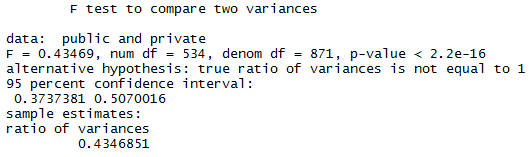 F test to compare two variances
data:  public and private
F = 0.43469, num df = 534, denom df = 871, p-value < 2.2e-16
alternative hypothesis: true ratio of variances is not equal to 1
95 percent confidence interval:
 0.3737381 0.5070016
sample estimates:
ratio of variances
         0.4346851